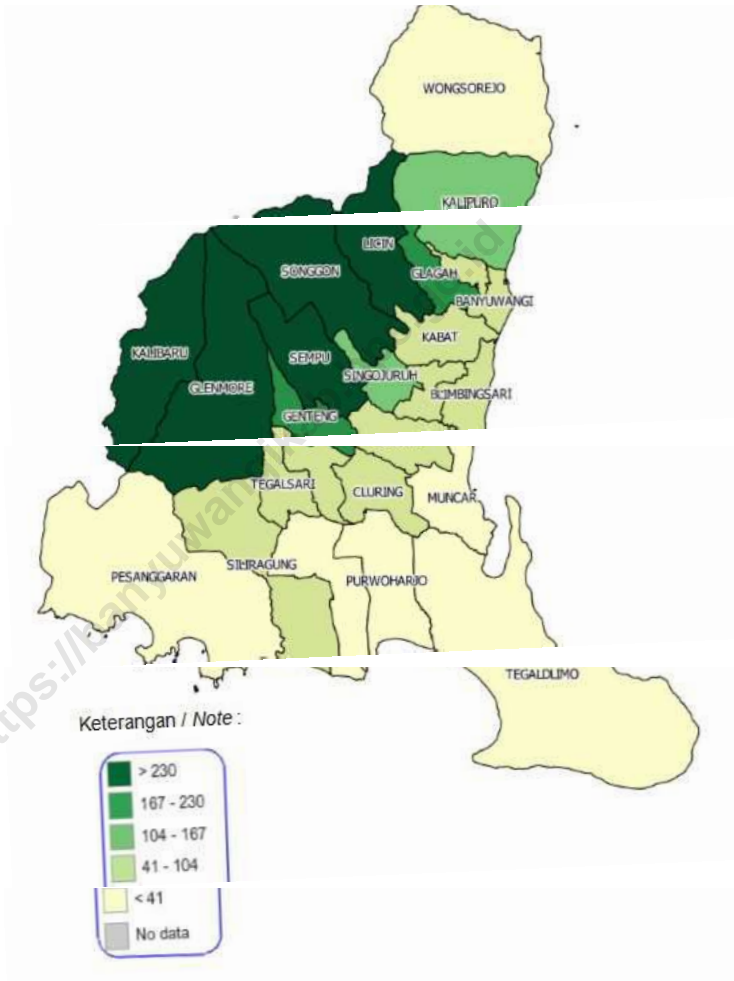 WONGSOREJO
KALIPURO
LICIN
SONGGON
GLAGAH
BANYUWANGI
KABAT
KALIBARU
SEMPU
SINGOJURUH
GLENMORE
BLIMBINGSARI
GENTENG
TEGALSARI
CLURING
MUNCAR
SILIRAGUNG
PESANGGARAN
PURWOHARJO
TEGALDLIMO
Keterangan / Note :
> 230
167 - 230
104 - 167
41 - 104
< 41
No data